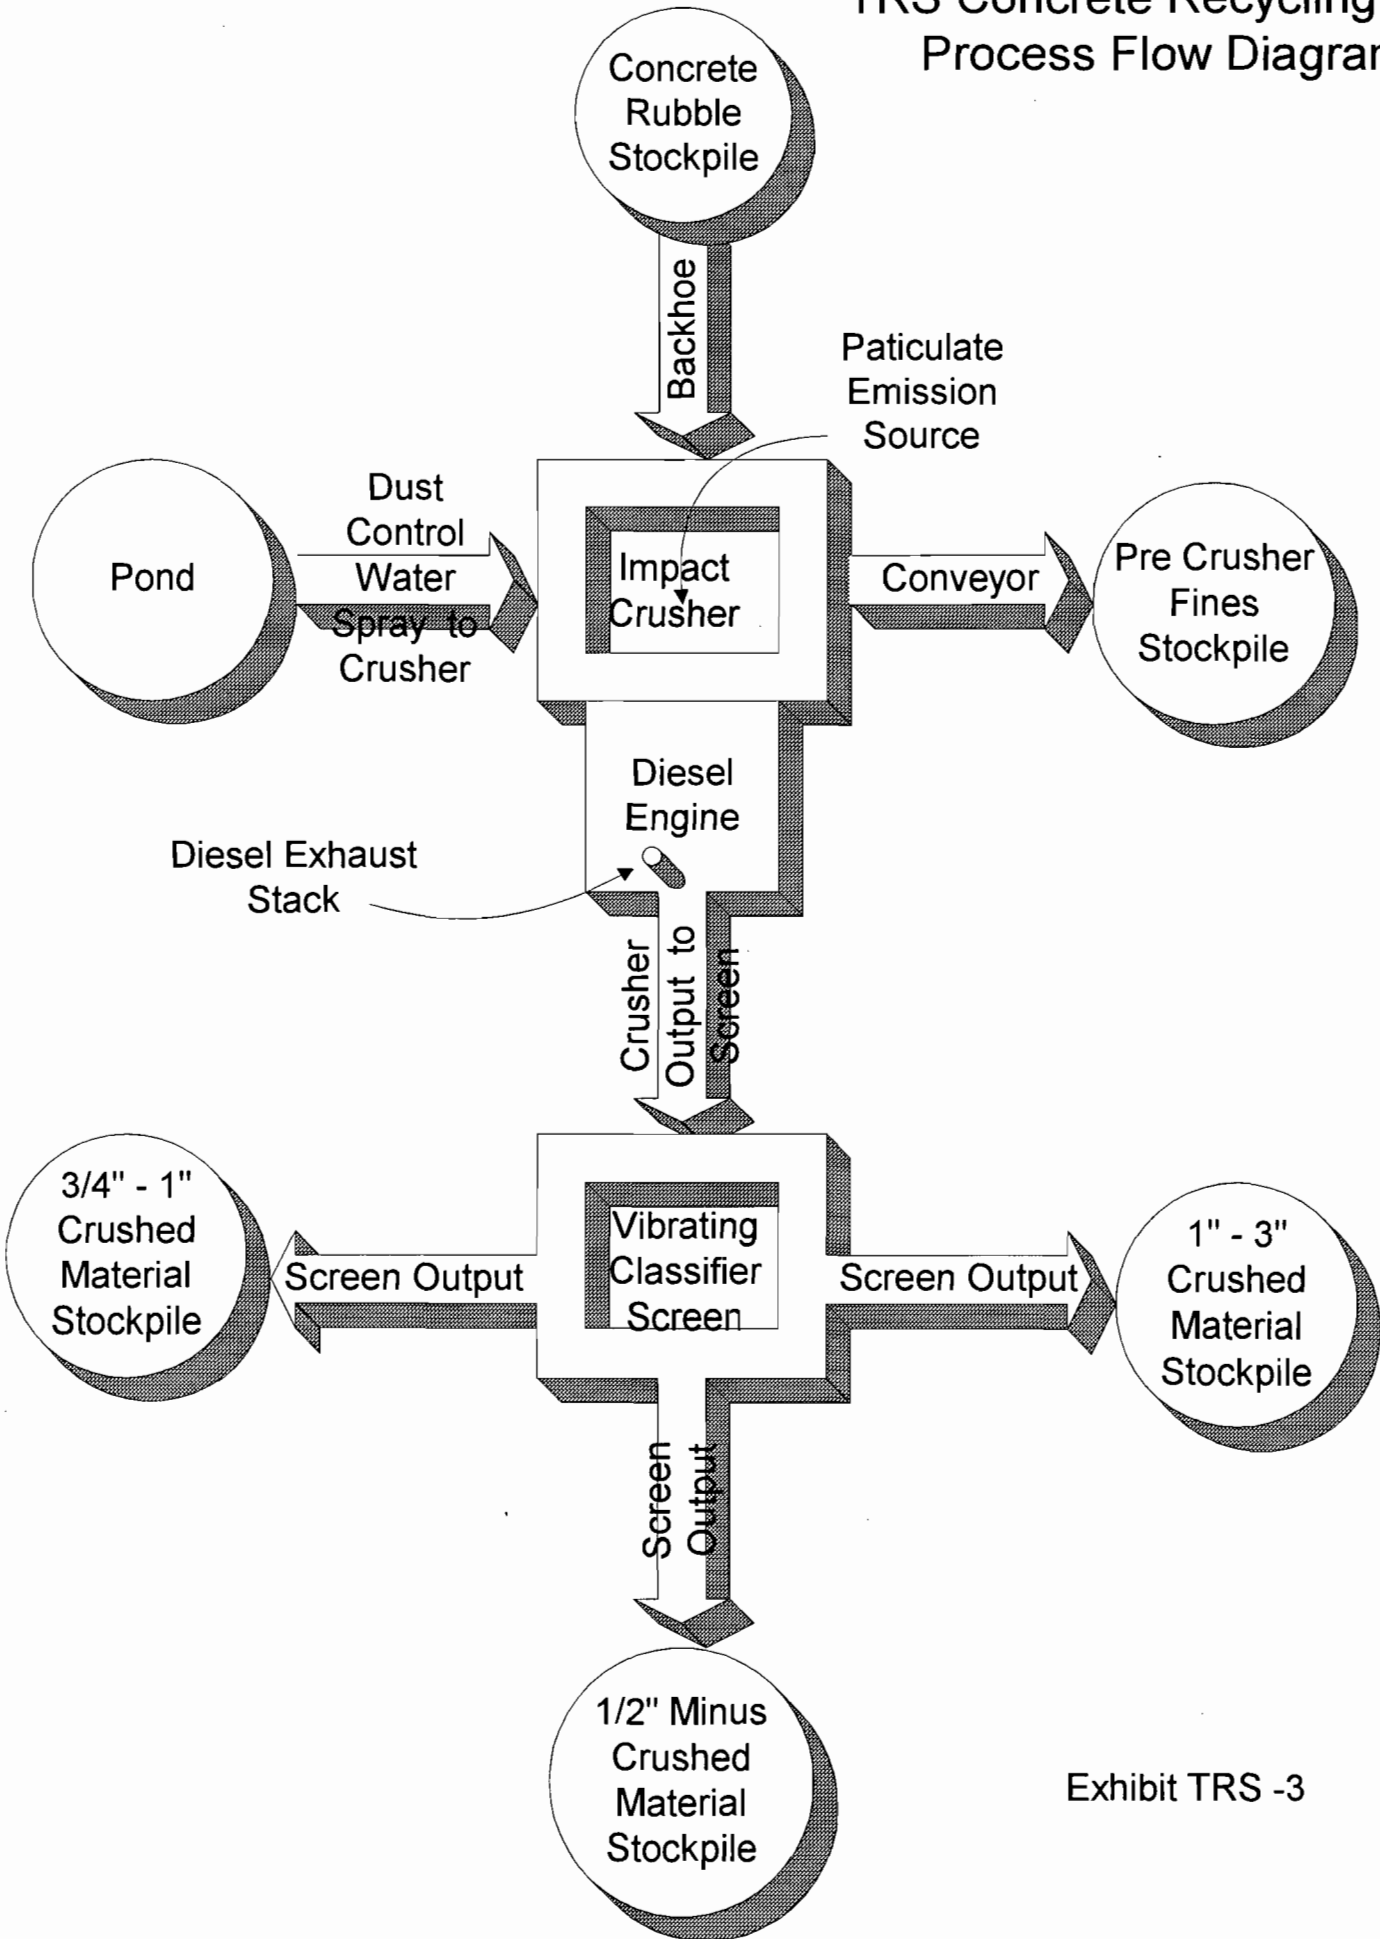 TRS Concrete Recycling
Process Flow Diagra
Concrete
Rubble
Stockpile
Backhoe
Paticulate
Emission
Source
Pond
Dust
Control
Water
Spray to
Crusher
Impact
Crusher
Conveyor
Pre Crusher
Fines
Stockpile
Diesel
Engine
Diesel Exhaust
Stack
Crusher
Output to
Screen
3/4" - 1"
Crushed
Material
Stockpile
Screen Output
Vibrating
Classifier
Screen
Screen Output
1" - 3"
Crushed
Material
Stockpile
Screen
Output
1/2" Minus
Crushed
Material
Stockpile
Exhibit TRS -3